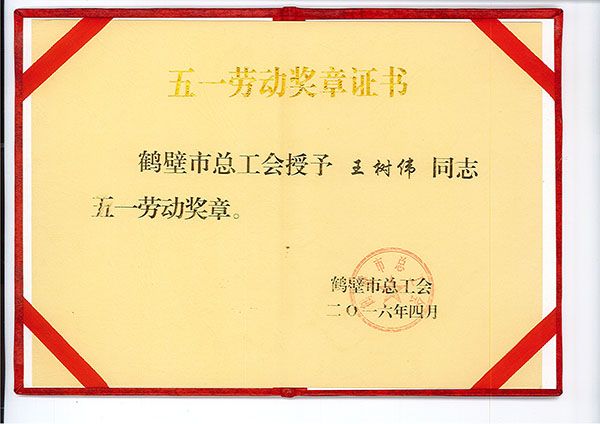 五一劳动奖章证书
鹤壁市总工会授予 王树伟 同志
五一劳动奖章。
市总
鹤壁市总工会
二〇一六年四月